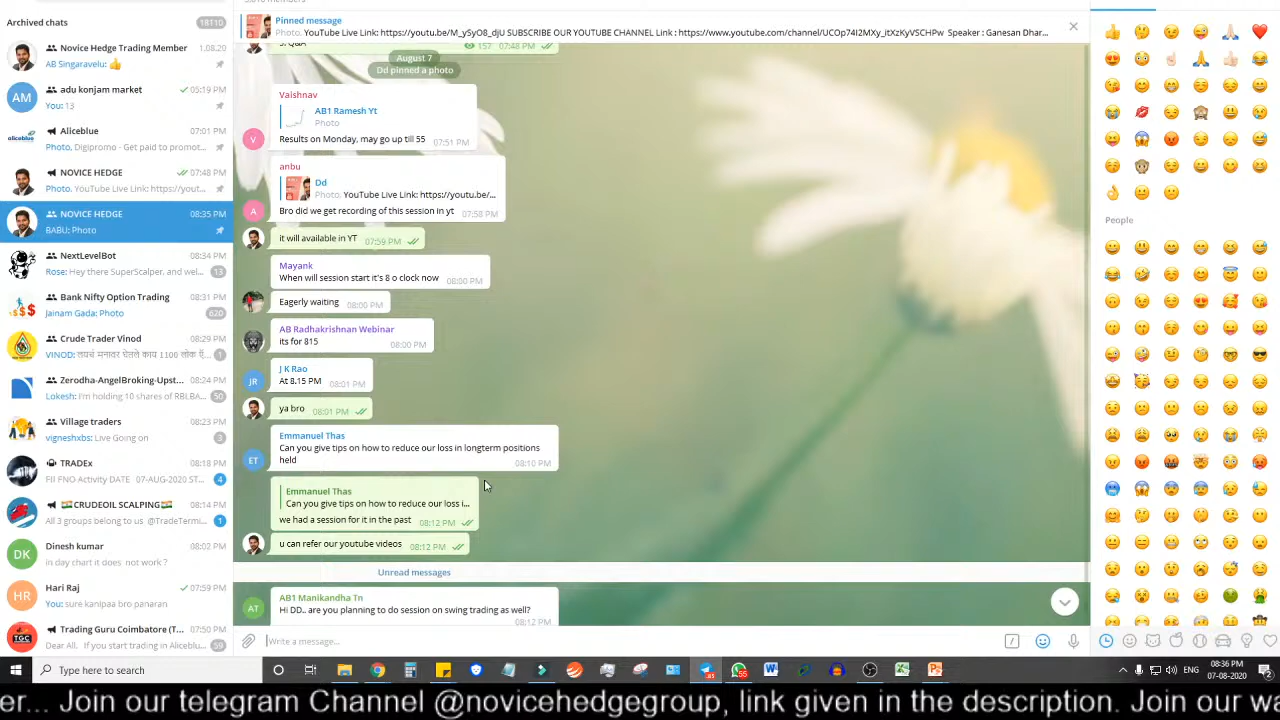 Archived chats
18110
Novice Hedge Trading Member
1.08.20
AB Singaravelu: 👍
AM
adu konjam market
05:19 PM
You: 13
aliceblue
Aliceblue
07:01 PM
Photo, Digipromo - Get paid to promot...
NOVICE HEDGE
07:48 PM
Photo. YouTube Live Link: https://yout...
NOVICE HEDGE
08:35 PM
BABU: Photo
NextLevelBot
08:34 PM
Rose: Hey there SuperScalper, and wel...
13
Bank Nifty Option Trading
08:31 PM
Jainam Gada: Photo
620
Crude Trader Vinod
08:29 PM
VINOD: लयचं मनावर घेतले काय 1100 लोक ऍ...
1
Zerodha-AngelBroking-Upst...
08:24 PM
Lokesh: I'm holding 10 shares of RBLBA...
50
Village traders
08:23 PM
vigneshxbs: Live Going on
3
TRADEx
08:18 PM
FII FNO Activity DATE 07-AUG-2020 ST...
4
🇮🇳CRUDEOIL SCALPING🇮🇳
08:14 PM
All 3 groups belong to us @TradeTermi...
1
DK
Dinesh kumar
08:02 PM
in day chart it does not work ?
HR
Hari Raj
07:59 PM
You: sure kanipaa bro panaran
TGC
Trading Guru Coimbatore (T...
07:50 PM
Dear All. If you start trading in Aliceblu...
59
Pinned message
Photo. YouTube Live Link: https://youtu.be/M_ySyO8_djU SUBSCRIBE OUR YOUTUBE CHANNEL Link : https://www.youtube.com/channel/UCOp74I2MXy_itXzKyVSCHPw Speaker : Ganesan Dhar...
157 07:48 PM
August 7
Dd pinned a photo
Vaishnav
AB1 Ramesh Yt
Photo
Results on Monday, may go up till 55
07:51 PM
V
anbu
Dd
Photo. YouTube Live Link: https://youtu.be/...
Bro did we get recording of this session in yt
07:58 PM
A
it will available in YT
07:59 PM
Mayank
When will session start it's 8 o clock now
08:00 PM
Eagerly waiting
08:00 PM
AB Radhakrishnan Webinar
its for 815
08:00 PM
J K Rao
At 8.15 PM
08:01 PM
JR
ya bro
08:01 PM
Emmanuel Thas
Can you give tips on how to reduce our loss in longterm positions
held
08:10 PM
ET
Emmanuel Thas
Can you give tips on how to reduce our loss i...
we had a session for it in the past
08:12 PM
u can refer our youtube videos
08:12 PM
Unread messages
AB1 Manikandha Tn
Hi DD.. are you planning to do session on swing trading as well?
08:12 PM
AT
Write a message...
People
Type here to search
ENG
08:36 PM
07-08-2020
er... Join our telegram Channel @novicehedgegroup, link given in the description. Join our wa